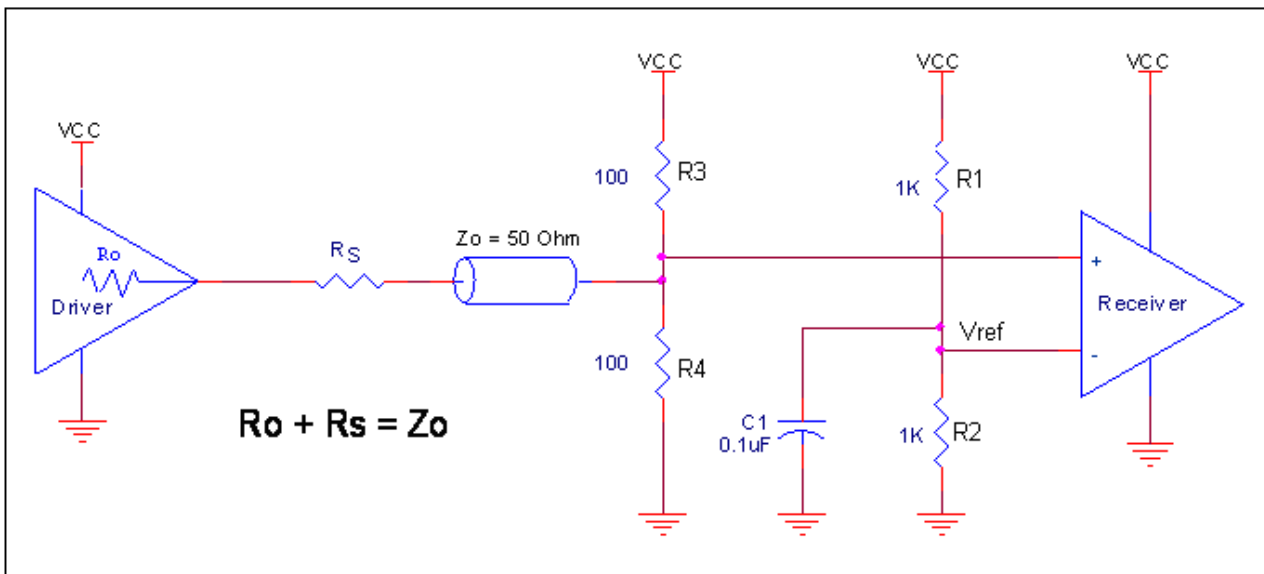 VCC
VCC
VCC
VCC
R3
100
R1
1K
Ro
Driver
RS
Zo = 50 Ohm
+
Receiver
Vref
-
R4
100
Ro + Rs = Zo
C1
0.1uF
R2
1K